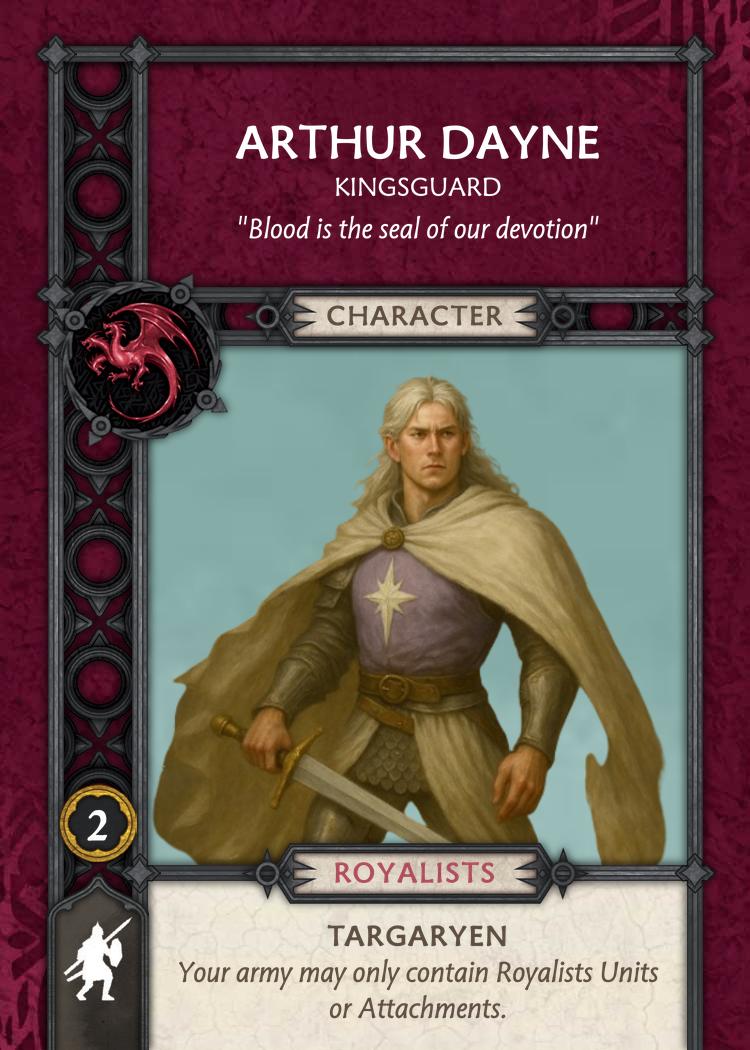 ARTHUR DAYNE
KINGSGUARD
"Blood is the seal of our devotion"
CHARACTER
2
ROYALISTS
TARGARYEN
Your army may only contain Royalists Units
or Attachments.